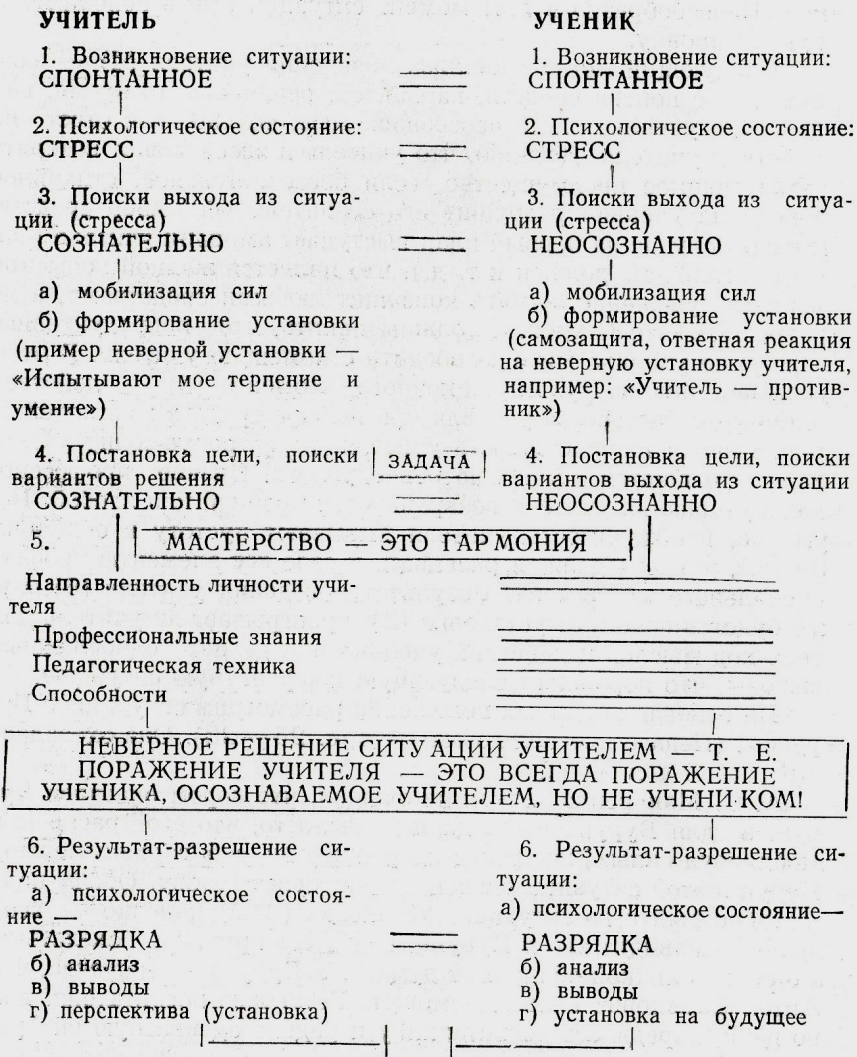 УЧИТЕЛЬ
1. Возникновение ситуации:
СПОНТАННОЕ
2. Психологическое состояние:
СТРЕСС
3. Поиски выхода из ситуа-
ции (стресса)
СОЗНАТЕЛЬНО
а) мобилизация сил
б) формирование установки
(пример неверной установки —
«Испытывают мое терпение и
умение»)
4. Постановка цели, поиски
вариантов решения
СОЗНАТЕЛЬНО
УЧЕНИК
1. Возникновение ситуации:
СПОНТАННОЕ
2. Психологическое состояние:
СТРЕСС
3. Поиски выхода из ситуа-
ции (стресса)
НЕОСОЗНАННО
а) мобилизация сил
б) формирование установки
(самозащита, ответная реакция
на неверную установку учителя,
например: «Учитель — против-
ник»)
ЗАДАЧА
4. Постановка цели, поиски
вариантов выхода из ситуации
НЕОСОЗНАННО
5. МАСТЕРСТВО — ЭТО ГАРМОНИЯ
Направленность личности учи-
теля
Профессиональные знания
Педагогическая техника
Способности
НЕВЕРНОЕ РЕШЕНИЕ СИТУАЦИИ УЧИТЕЛЕМ — Т. Е.
ПОРАЖЕНИЕ УЧИТЕЛЯ — ЭТО ВСЕГДА ПОРАЖЕНИЕ
УЧЕНИКА, ОСОЗНАВАЕМОЕ УЧИТЕЛЕМ, НО НЕ УЧЕНИКОМ!
6. Результат-разрешение си-
туации:
а) психологическое состоя-
ние —
РАЗРЯДКА
б) анализ
в) выводы
г) перспектива (установка)
6. Результат-разрешение си-
туации:
а) психологическое состояние—
РАЗРЯДКА
б) анализ
в) выводы
г) установка на будущее